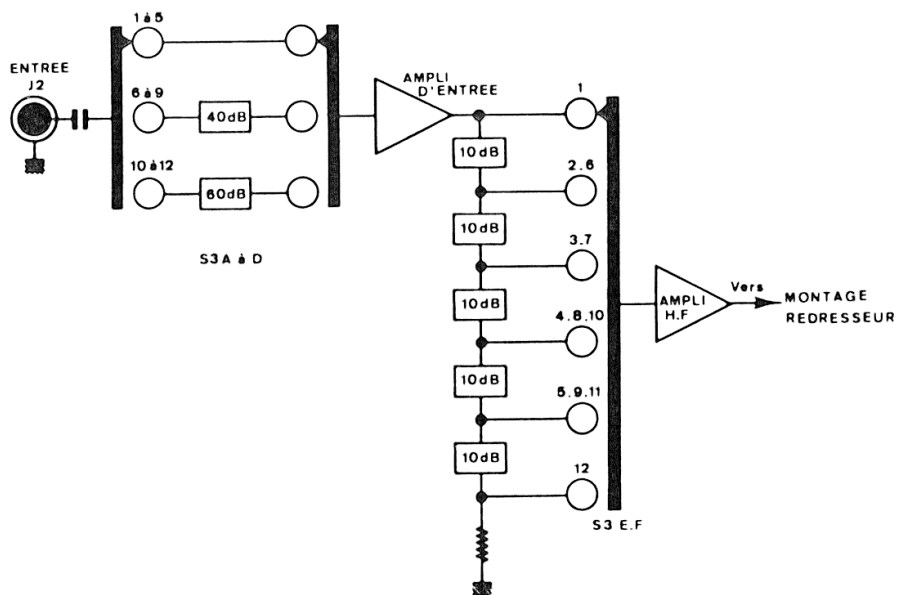 1 à 5
ENTREE
J2
6 à 9
40dB
10 à 12
60dB
S3A à D
AMPLI
D'ENTREE
1
10dB
2.6
10dB
3.7
10dB
4.8.10
10dB
5.9.11
10dB
12
S3 E.F
AMPLI
H.F
Vers
MONTAGE
REDRESSEUR